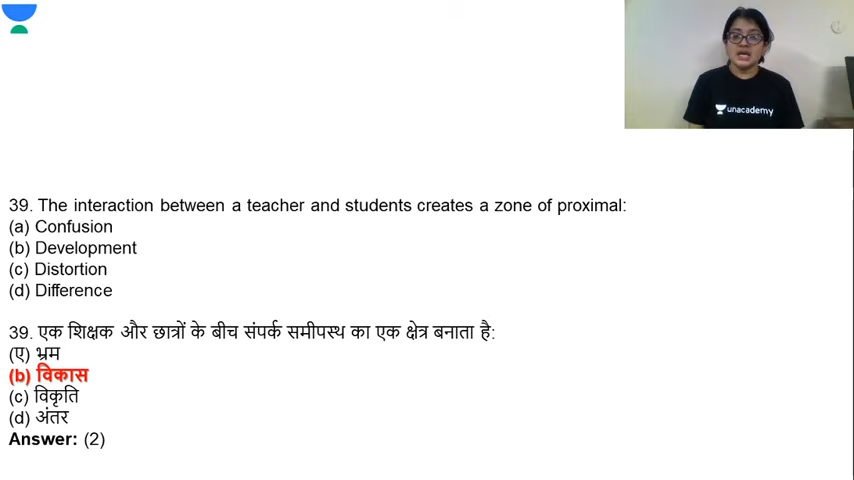 unacademy
39. The interaction between a teacher and students creates a zone of proximal:
(a) Confusion
(b) Development
(c) Distortion
(d) Difference
39. एक शिक्षक और छात्रों के बीच संपर्क समीपस्थ का एक क्षेत्र बनाता है:
(ए) भ्रम
(b) विकास
(c) विकृति
(d) अंतर
Answer: (2)